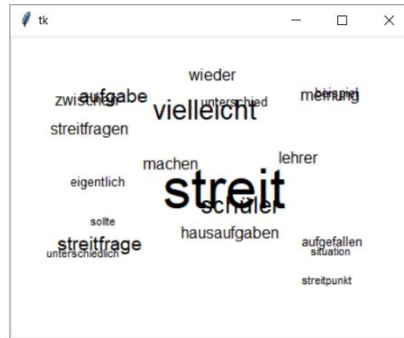 tk
wieder
zwischen aufgabe
vielleicht unterschied
meinung beispiel
streitfragen
machen
lehrer
eigentlich
streit
schüler
sollte
hausaufgaben
streitfrage
unterschiedlich
aufgefallen
situation
streitpunkt